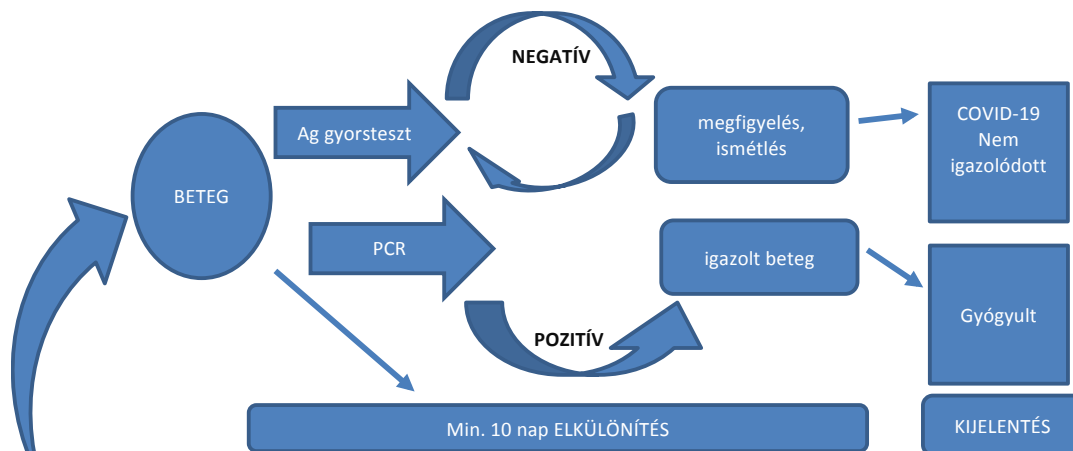 NEGATÍV
Ag gyorsteszt
megfigyelés,
ismétlés
COVID-19
Nem
igazolódott
BETEG
PCR
igazolt beteg
Gyógyult
POZITÍV
Min. 10 nap ELKÜLÖNÍTÉS
KIJELENTÉS